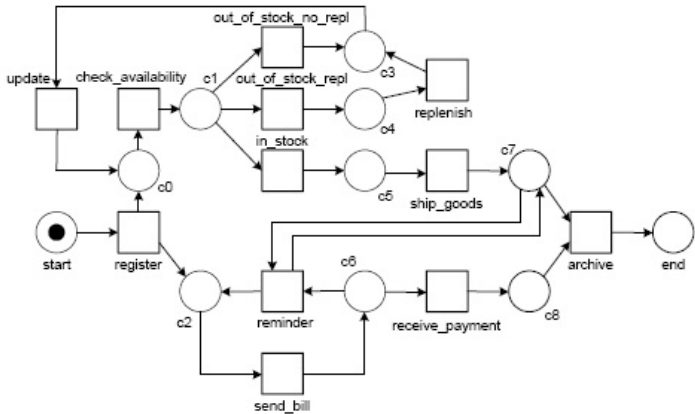 out_of_stock_no_repl
update
check_availability
c1
out_of_stock_repl
c3
replenish
c4
in_stock
c7
c0
c5
ship_goods
start
register
c6
archive
end
c2
reminder
receive_payment
c8
send_bill